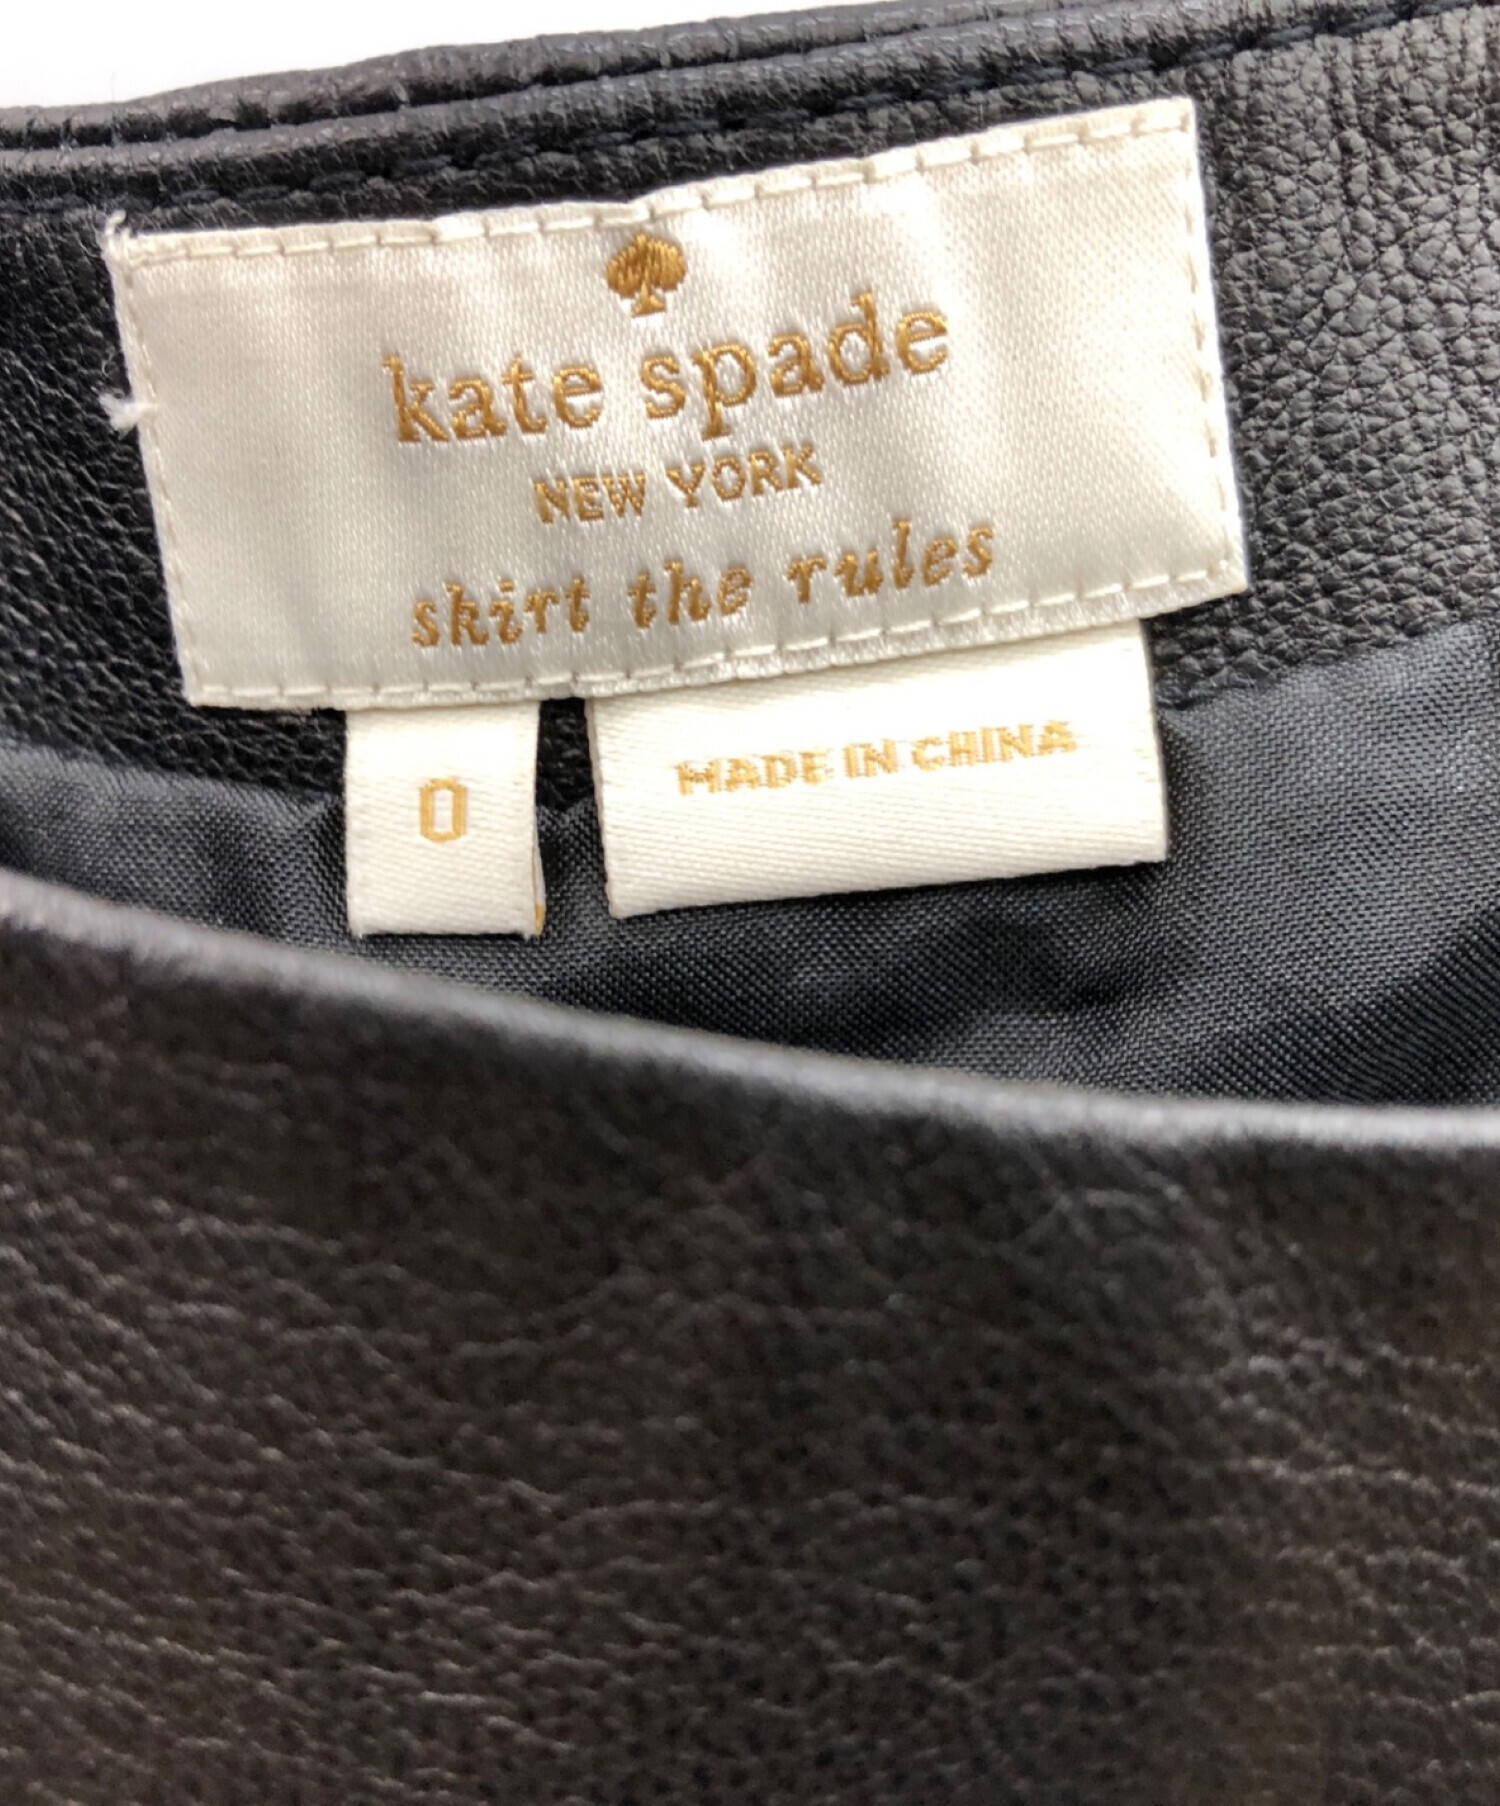 kate spade
NEW YORK
skirt the rules
0
MADE IN CHINA